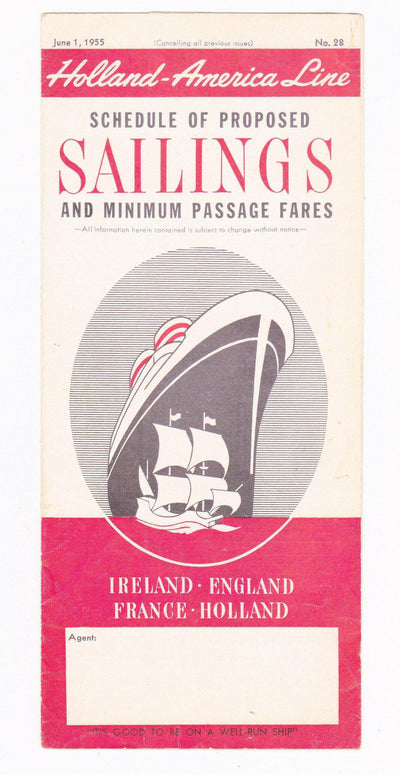 June 1, 1955 (Cancelling all previous issues) No. 28
Holland-America Line
SCHEDULE OF PROPOSED
SAILINGS
AND MINIMUM PASSAGE FARES
—All information herein contained is subject to change without notice—
IRELAND · ENGLAND
FRANCE · HOLLAND
Agent:
"IT'S GOOD TO BE ON A WELL-RUN SHIP"